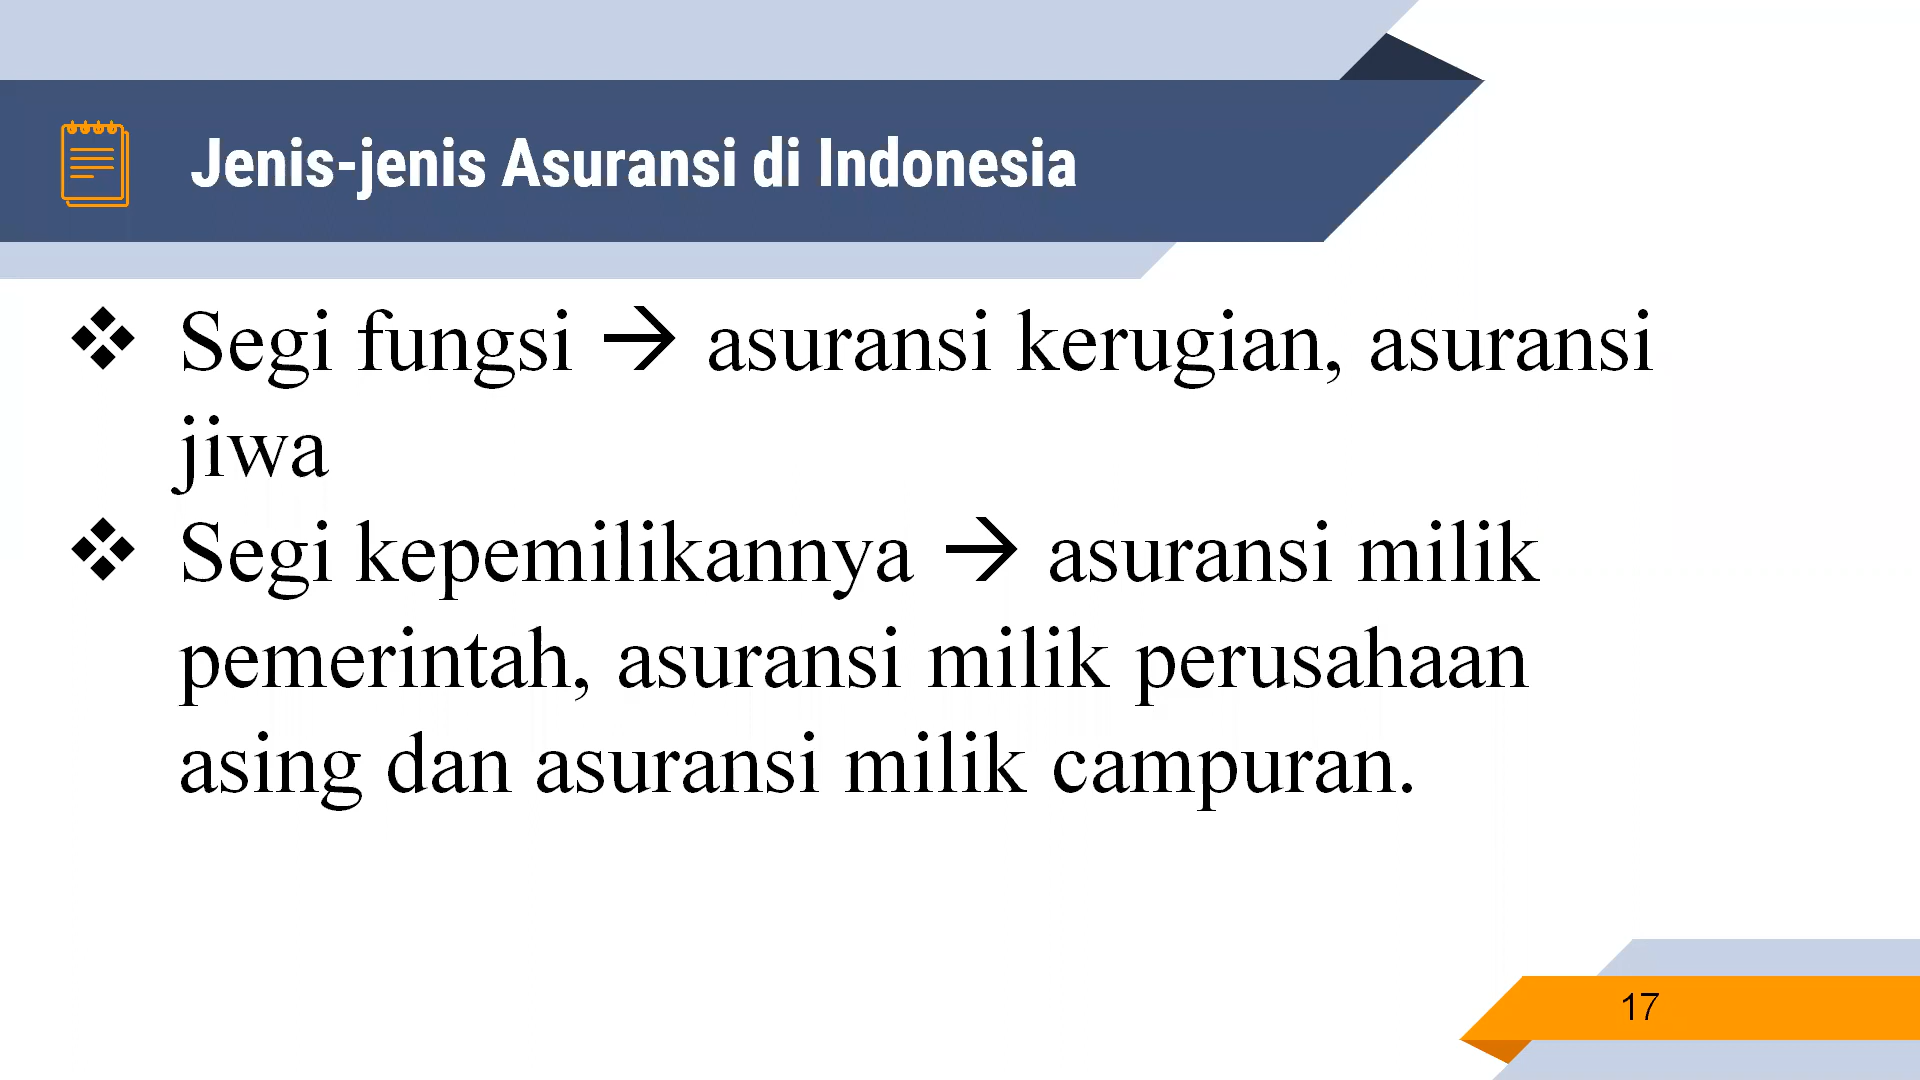 Jenis-jenis Asuransi di Indonesia
❖ Segi fungsi → asuransi kerugian, asuransi
jiwa
❖ Segi kepemilikannya → asuransi milik
pemerintah, asuransi milik perusahaan
asing dan asuransi milik campuran.
17